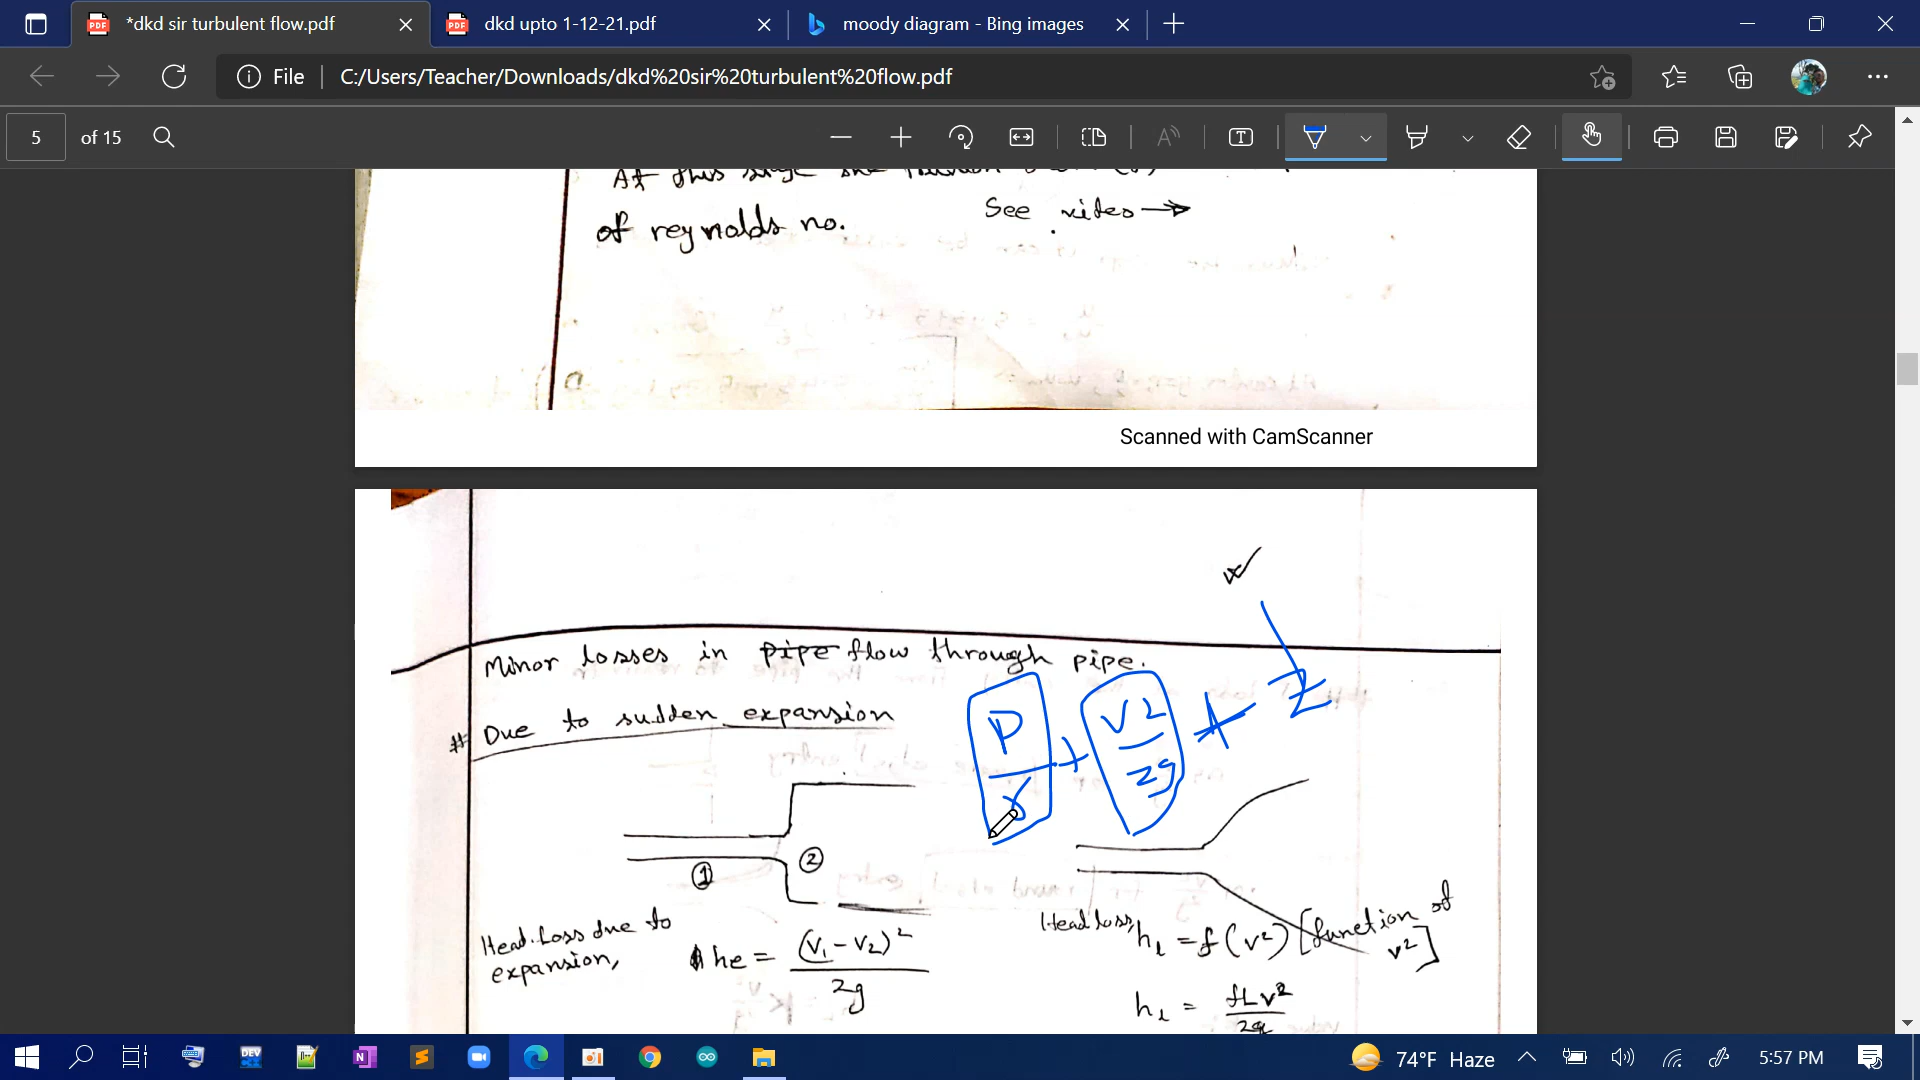 *dkd sir turbulent flow.pdf
dkd upto 1-12-21.pdf
moody diagram - Bing images
File
C:/Users/Teacher/Downloads/dkd%20sir%20turbulent%20flow.pdf
5 of 15
At this
of reynolds no.
See video →
Scanned with CamScanner
Minor losses in pipe flow through pipe.
# Due to sudden expansion
P/γ + V2/2g + Z
1
2
Head loss due to
expansion,
he = (V1 - V2)2 / 2g
Head loss, hL = f (v2) [function of
v2]
hL = fLv2 / 2g
DEV
74°F Haze
5:57 PM